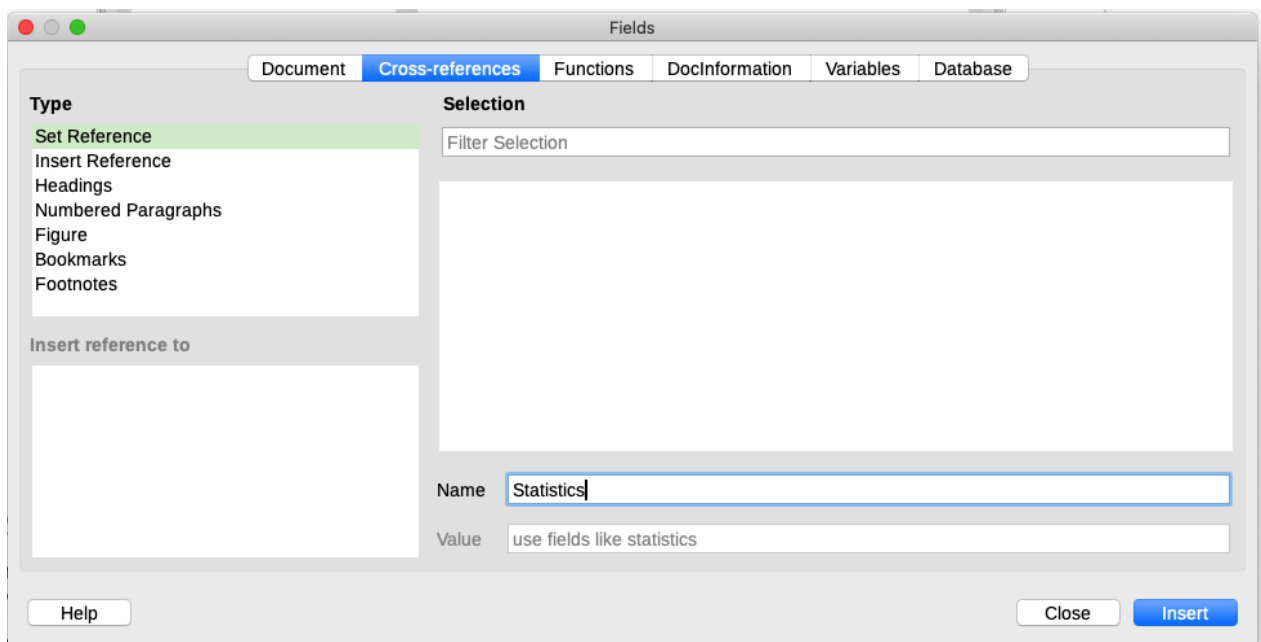 Fields
Document Cross-references Functions DocInformation Variables Database
Type
Set Reference
Insert Reference
Headings
Numbered Paragraphs
Figure
Bookmarks
Footnotes
Insert reference to
Selection
Filter Selection
Name Statistics
Value use fields like statistics
Help Close Insert